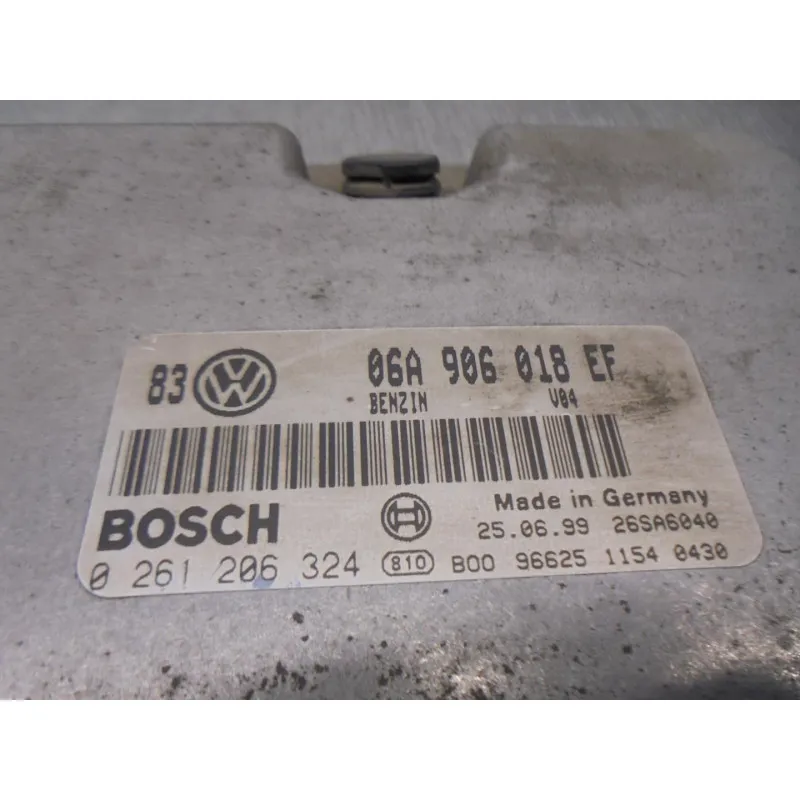 83 VW 06A 906 018 EF
BENZIN V04
Made in Germany
BOSCH 25.06.99 26SA6040
0 261 206 324 810 B00 96625 1154 0430